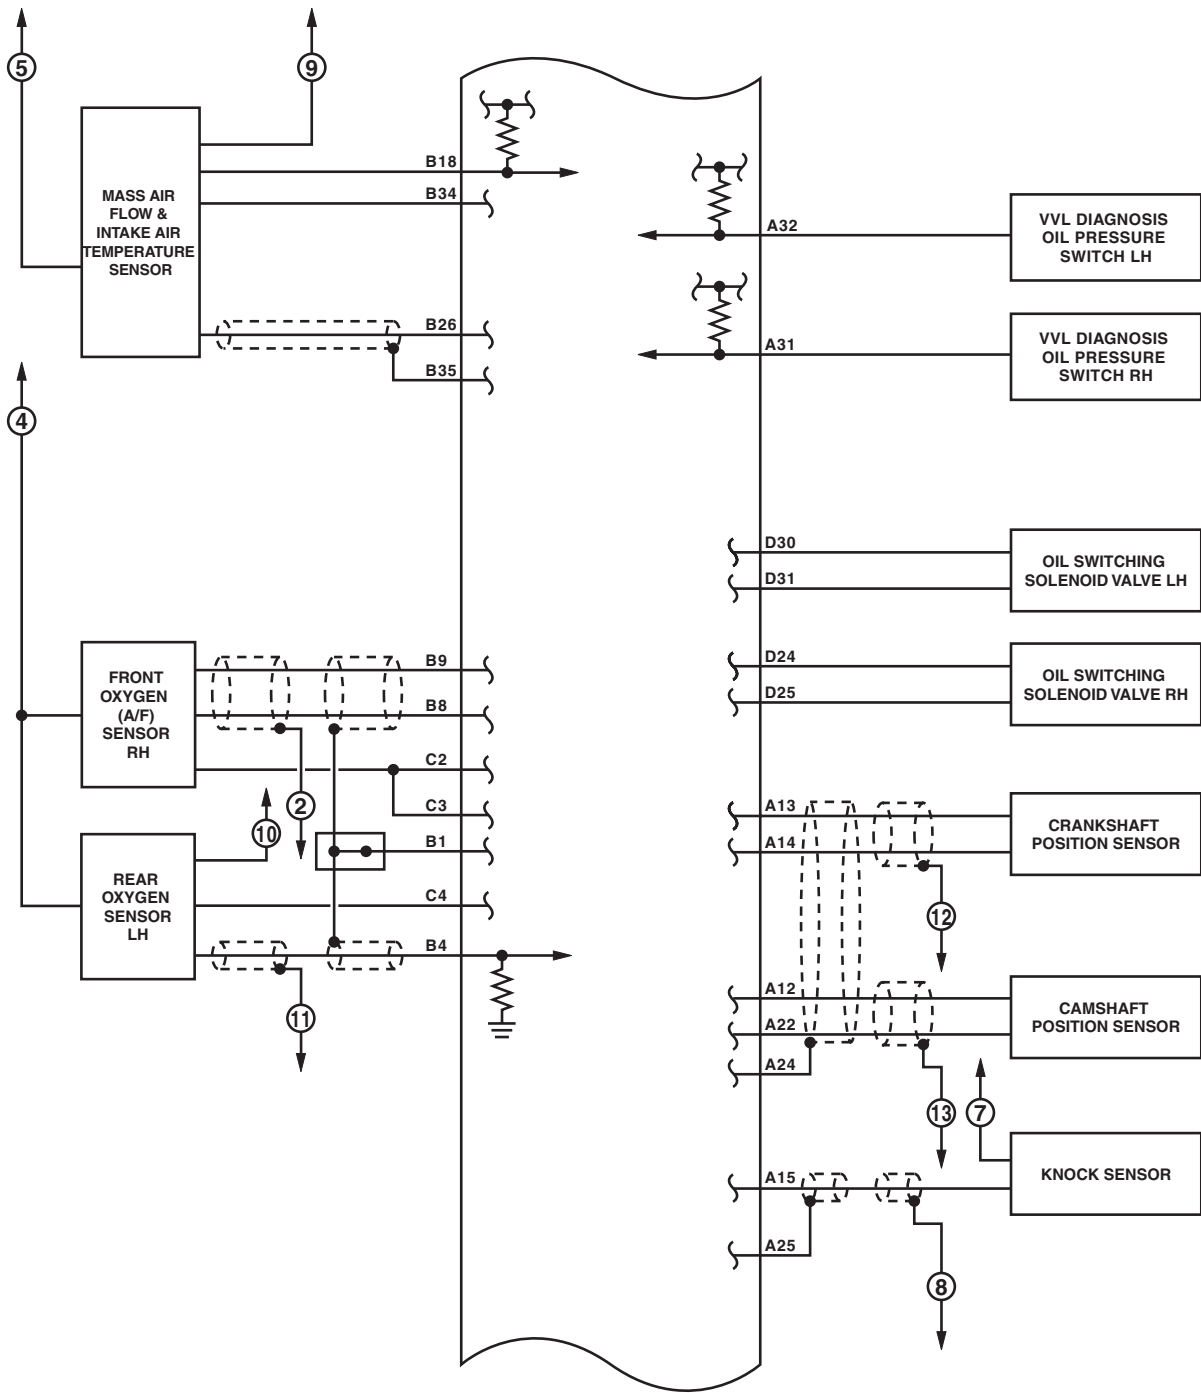 5
9
MASS AIR
FLOW &
INTAKE AIR
TEMPERATURE
SENSOR
B18
B34
B26
B35
A32
VVL DIAGNOSIS
OIL PRESSURE
SWITCH LH
A31
VVL DIAGNOSIS
OIL PRESSURE
SWITCH RH
4
D30
D31
OIL SWITCHING
SOLENOID VALVE LH
FRONT
OXYGEN
(A/F)
SENSOR
RH
B9
B8
C2
C3
D24
D25
OIL SWITCHING
SOLENOID VALVE RH
2
10
B1
REAR
OXYGEN
SENSOR
LH
C4
B4
11
A13
A14
CRANKSHAFT
POSITION SENSOR
12
A12
A22
A24
CAMSHAFT
POSITION SENSOR
13
7
A15
A25
KNOCK SENSOR
8